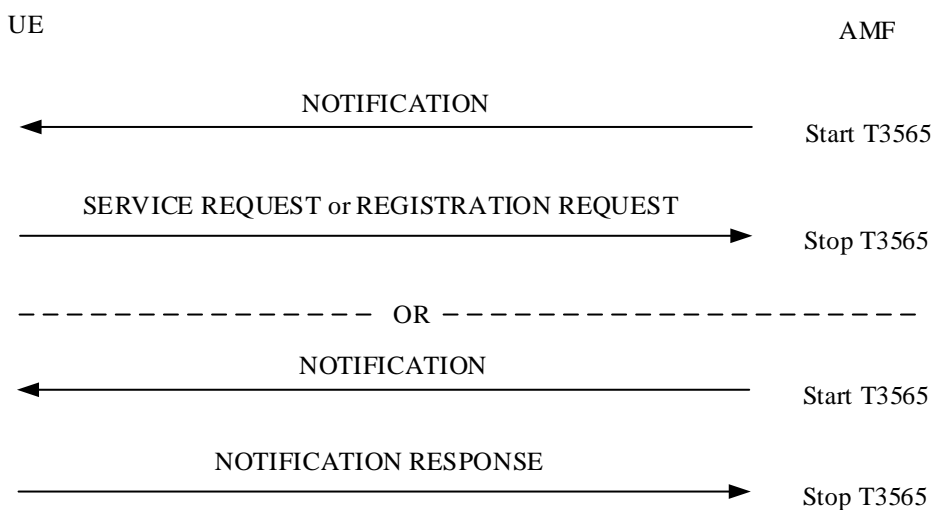 UE
AMF
NOTIFICATION
Start T3565
SERVICE REQUEST or REGISTRATION REQUEST
Stop T3565
OR
NOTIFICATION
Start T3565
NOTIFICATION RESPONSE
Stop T3565